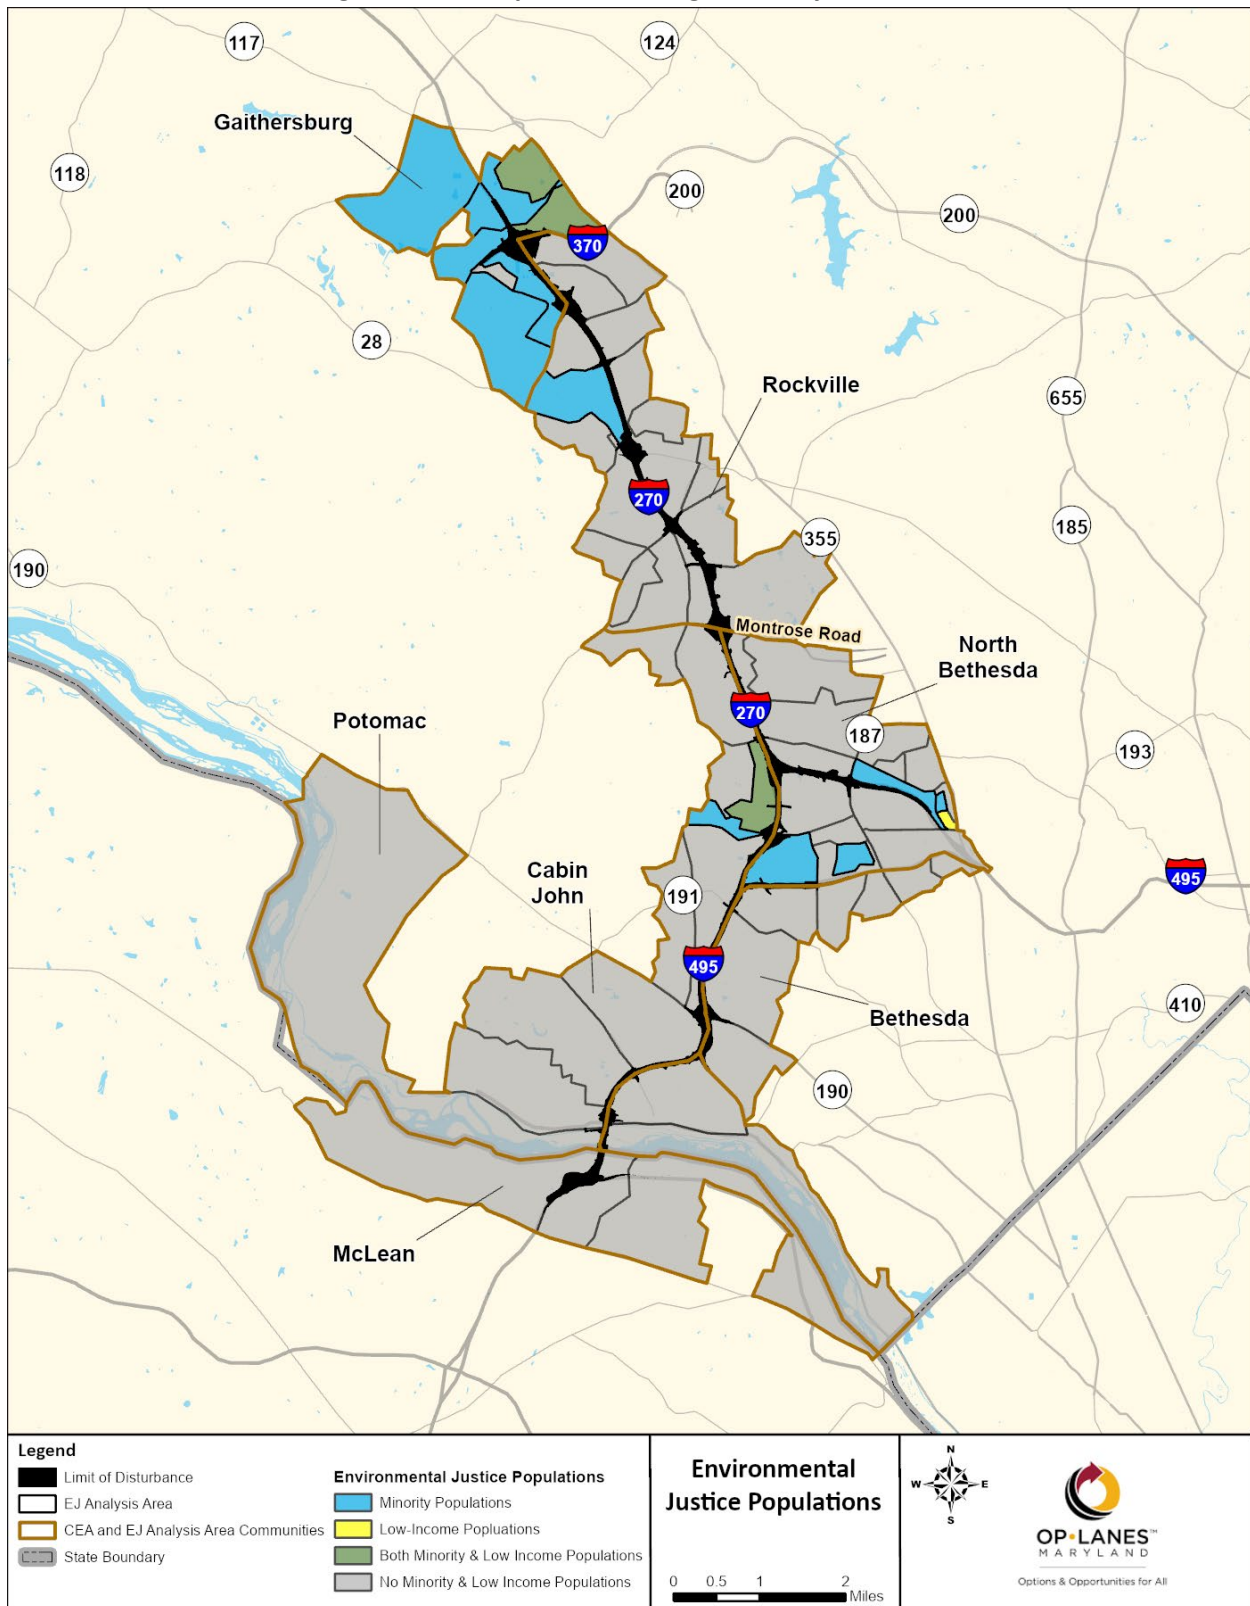 117
124
Gaithersburg
118
200
200
370
28
Rockville
655
270
185
355
190
Montrose Road
North
Bethesda
270
Potomac
187
193
Cabin
John
191
495
495
410
Bethesda
190
McLean
Legend
Limit of Disturbance
EJ Analysis Area
CEA and EJ Analysis Area Communities
State Boundary
Environmental Justice Populations
Minority Populations
Low-Income Popluations
Both Minority & Low Income Populations
No Minority & Low Income Populations
Environmental
Justice Populations
0 0.5 1 2
Miles
N
W E
S
OP•LANES™
MARYLAND
Options & Opportunities for All